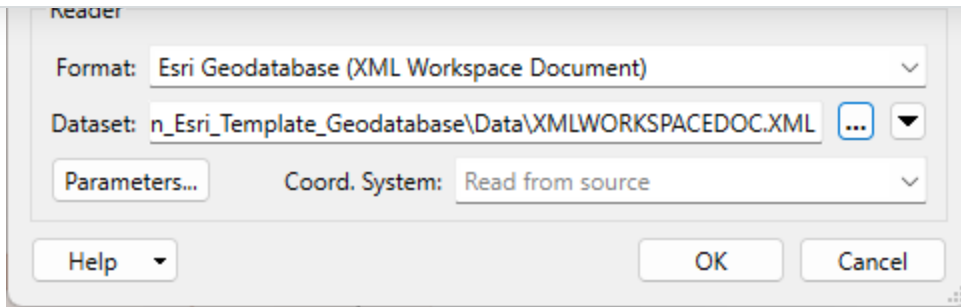 Reader
Format: Esri Geodatabase (XML Workspace Document)
Dataset: n_Esri_Template_Geodatabase\Data\XMLWORKSPACEDOC.XML ...
Parameters... Coord. System: Read from source
Help OK Cancel